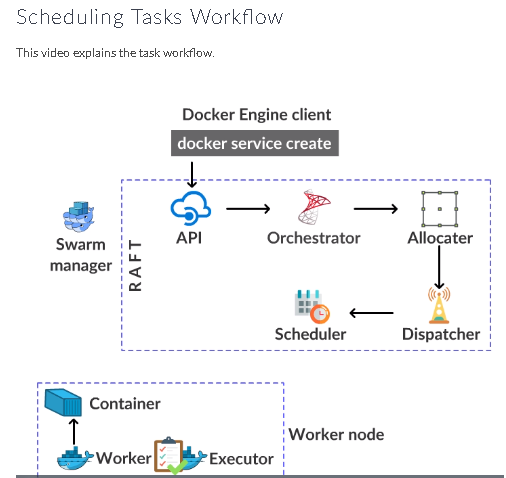 Scheduling Tasks Workflow
This video explains the task workflow.
Docker Engine client
docker service create
Swarm
manager
RAFT
API
Orchestrator
Allocater
Scheduler
Dispatcher
Container
Worker
Executor
Worker node